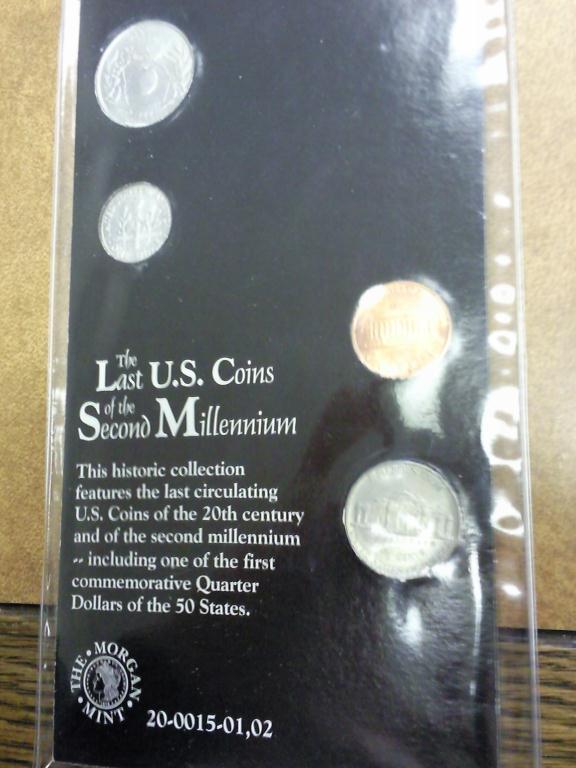 The
Last U.S. Coins
of the
Second Millennium
This historic collection
features the last circulating
U.S. Coins of the 20th century
and of the second millennium
-- including one of the first
commemorative Quarter
Dollars of the 50 States.
THE • MORGAN • MINT •
20-0015-01,02